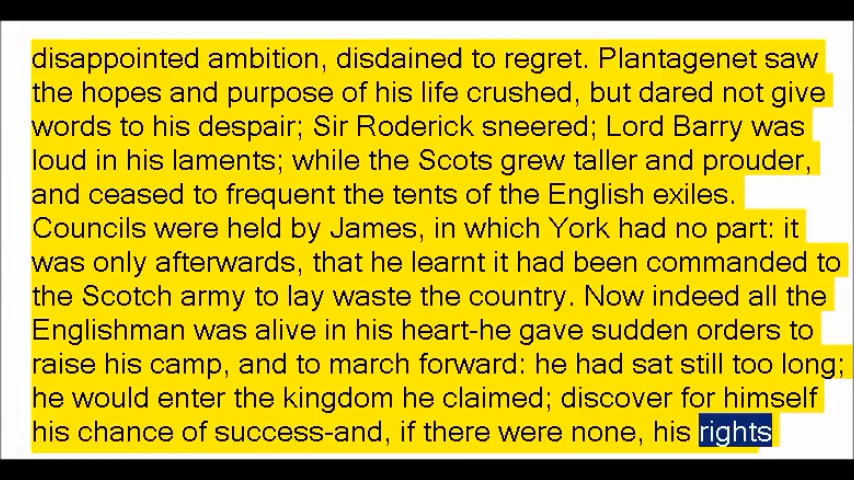 disappointed ambition, disdained to regret. Plantagenet saw
the hopes and purpose of his life crushed, but dared not give
words to his despair; Sir Roderick sneered; Lord Barry was
loud in his laments; while the Scots grew taller and prouder,
and ceased to frequent the tents of the English exiles.
Councils were held by James, in which York had no part: it
was only afterwards, that he learnt it had been commanded to
the Scotch army to lay waste the country. Now indeed all the
Englishman was alive in his heart-he gave sudden orders to
raise his camp, and to march forward: he had sat still too long;
he would enter the kingdom he claimed; discover for himself
his chance of success-and, if there were none, his rights